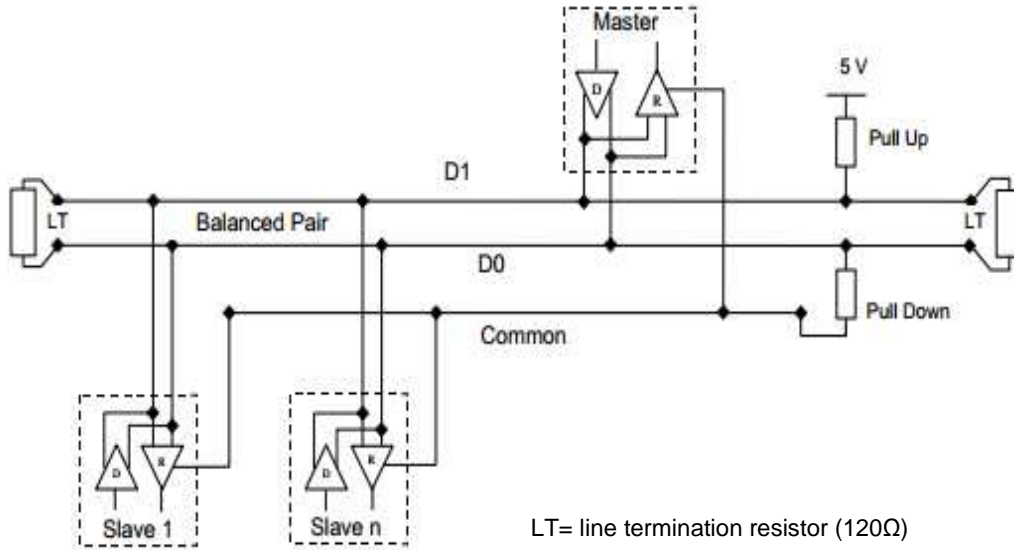 Master
D
R
5 V
Pull Up
D1
LT
Balanced Pair
LT
D0
Pull Down
Common
D
R
D
R
Slave 1
Slave n
LT= line termination resistor (120Ω)